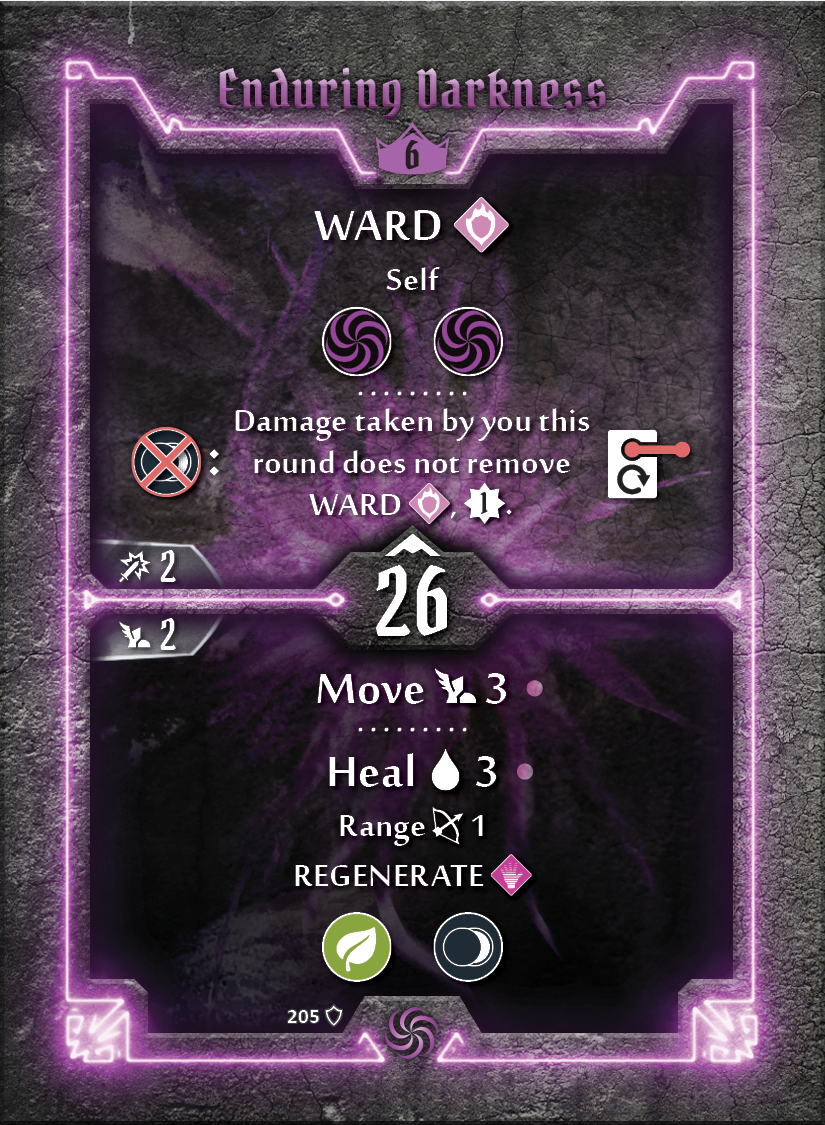 Enduring Darkness
6
WARD
Self
Damage taken by you this
: round does not remove
WARD , 1.
2
26
2
Move 3
Heal 3
Range 1
REGENERATE
205